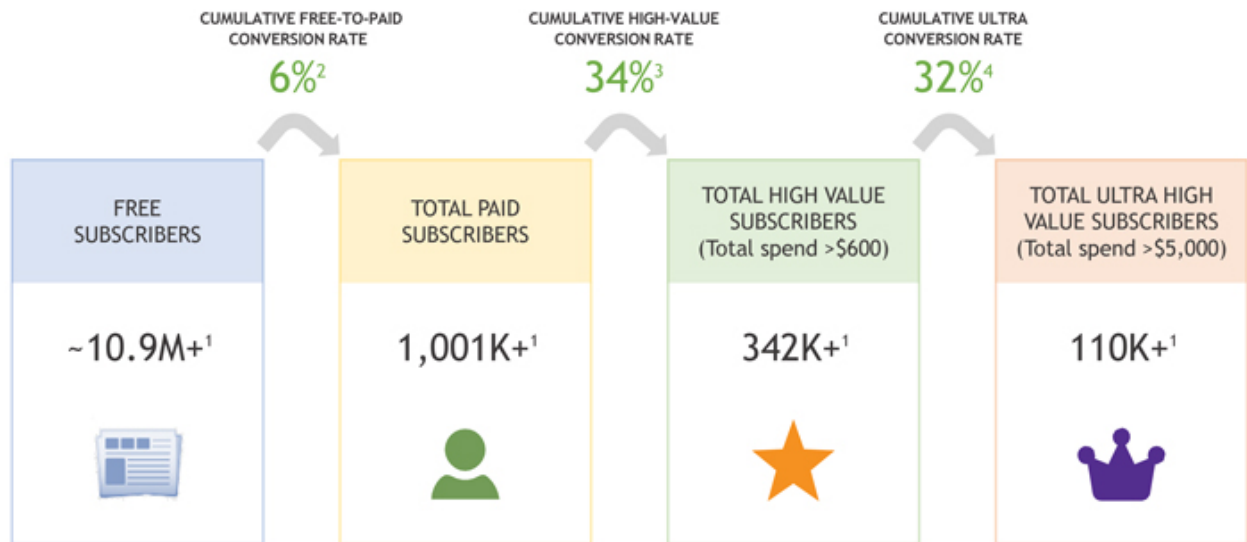 CUMULATIVE FREE-TO-PAID
CONVERSION RATE
6%²
CUMULATIVE HIGH-VALUE
CONVERSION RATE
34%³
CUMULATIVE ULTRA
CONVERSION RATE
32%⁴
FREE
SUBSCRIBERS
~10.9M+¹
TOTAL PAID
SUBSCRIBERS
1,001K+¹
TOTAL HIGH VALUE
SUBSCRIBERS
(Total spend >$600)
342K+¹
TOTAL ULTRA HIGH
VALUE SUBSCRIBERS
(Total spend >$5,000)
110K+¹